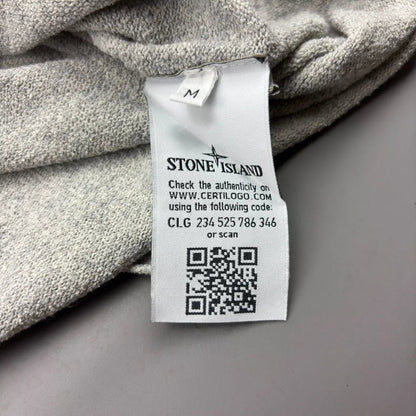 M
STONE ISLAND
Check the authenticity on
WWW.CERTILOGO.COM
using the following code:
CLG 234 525 786 346
or scan